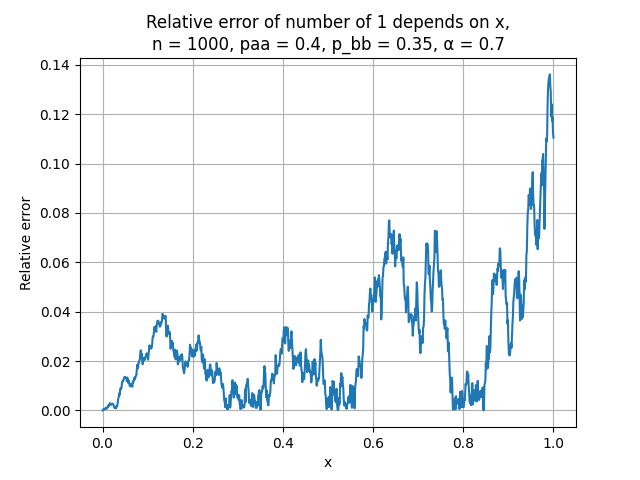 Relative error of number of 1 depends on x,
n = 1000, paa = 0.4, p_bb = 0.35, α = 0.7
0.14
0.12
0.10
0.08
0.06
0.04
0.02
0.00
Relative error
0.0 0.2 0.4 0.6 0.8 1.0
x